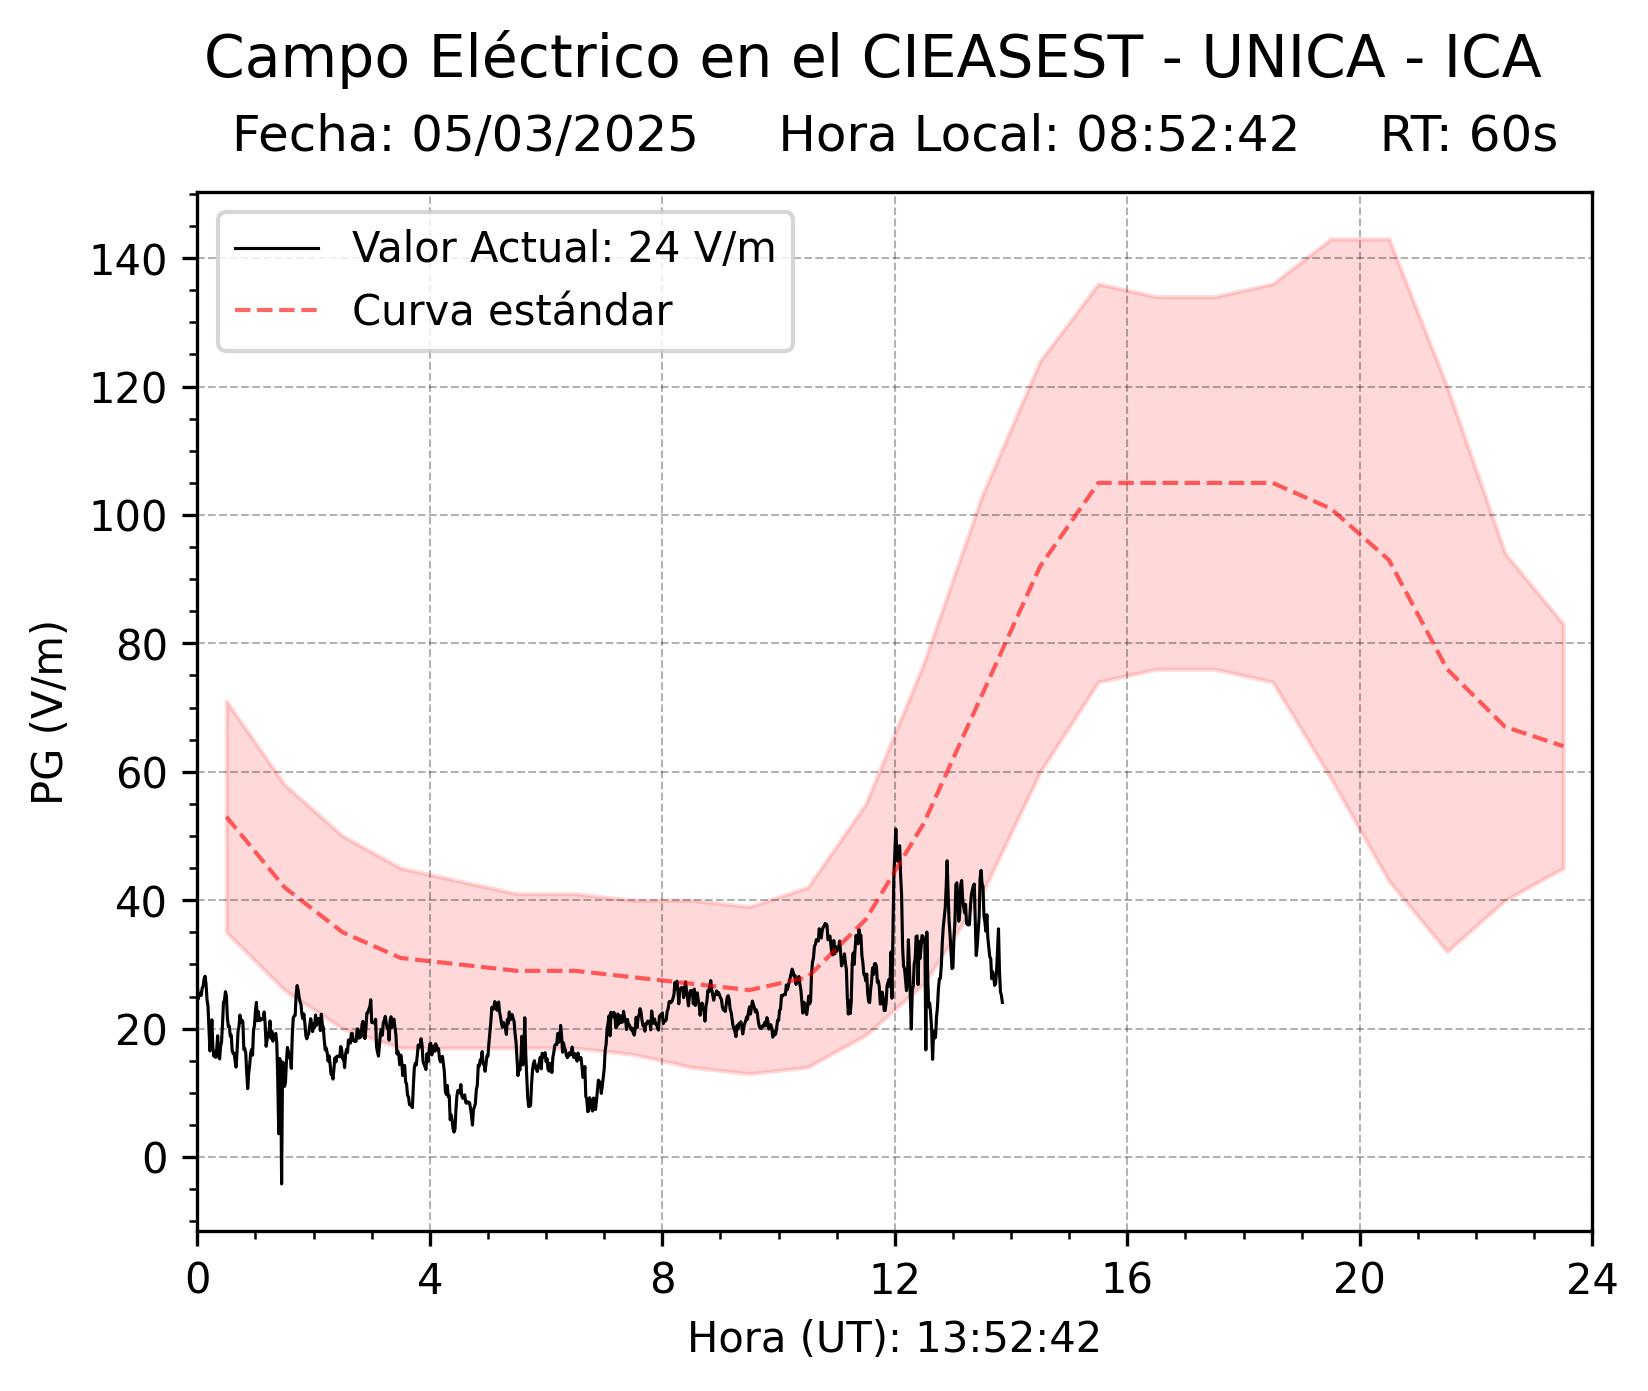 Campo Eléctrico en el CIEASEST - UNICA - ICA
Fecha: 05/03/2025 Hora Local: 08:52:42 RT: 60s
Valor Actual: 24 V/m
Curva estándar
140
120
100
80
60
40
20
0
PG (V/m)
0 4 8 12 16 20 24
Hora (UT): 13:52:42